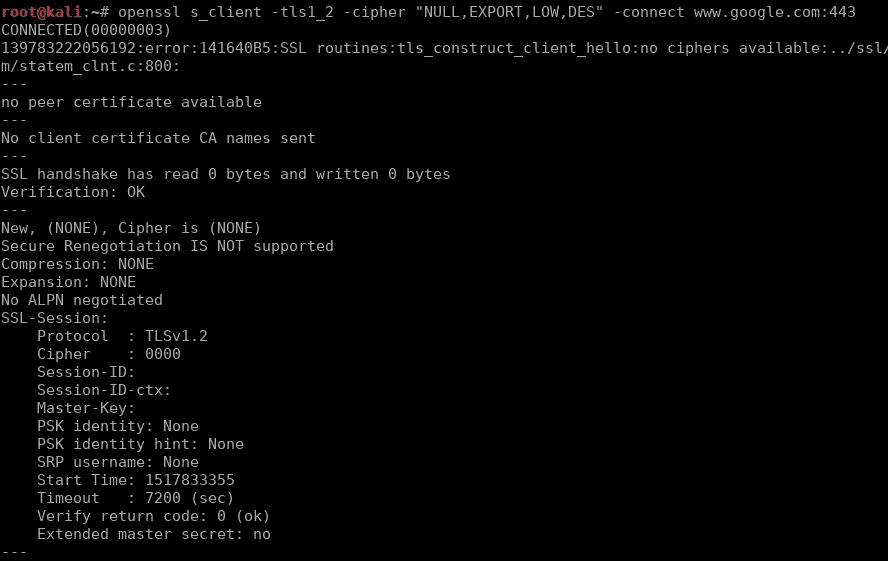 root@kali:~# openssl s_client -tls1_2 -cipher "NULL,EXPORT,LOW,DES" -connect www.google.com:443
CONNECTED(00000003)
139783222056192:error:141640B5:SSL routines:tls_construct_client_hello:no ciphers available:../ssl/
m/statem_clnt.c:800:
---
no peer certificate available
---
No client certificate CA names sent
---
SSL handshake has read 0 bytes and written 0 bytes
Verification: OK
---
New, (NONE), Cipher is (NONE)
Secure Renegotiation IS NOT supported
Compression: NONE
Expansion: NONE
No ALPN negotiated
SSL-Session:
    Protocol  : TLSv1.2
    Cipher    : 0000
    Session-ID:
    Session-ID-ctx:
    Master-Key:
    PSK identity: None
    PSK identity hint: None
    SRP username: None
    Start Time: 1517833355
    Timeout   : 7200 (sec)
    Verify return code: 0 (ok)
    Extended master secret: no
---